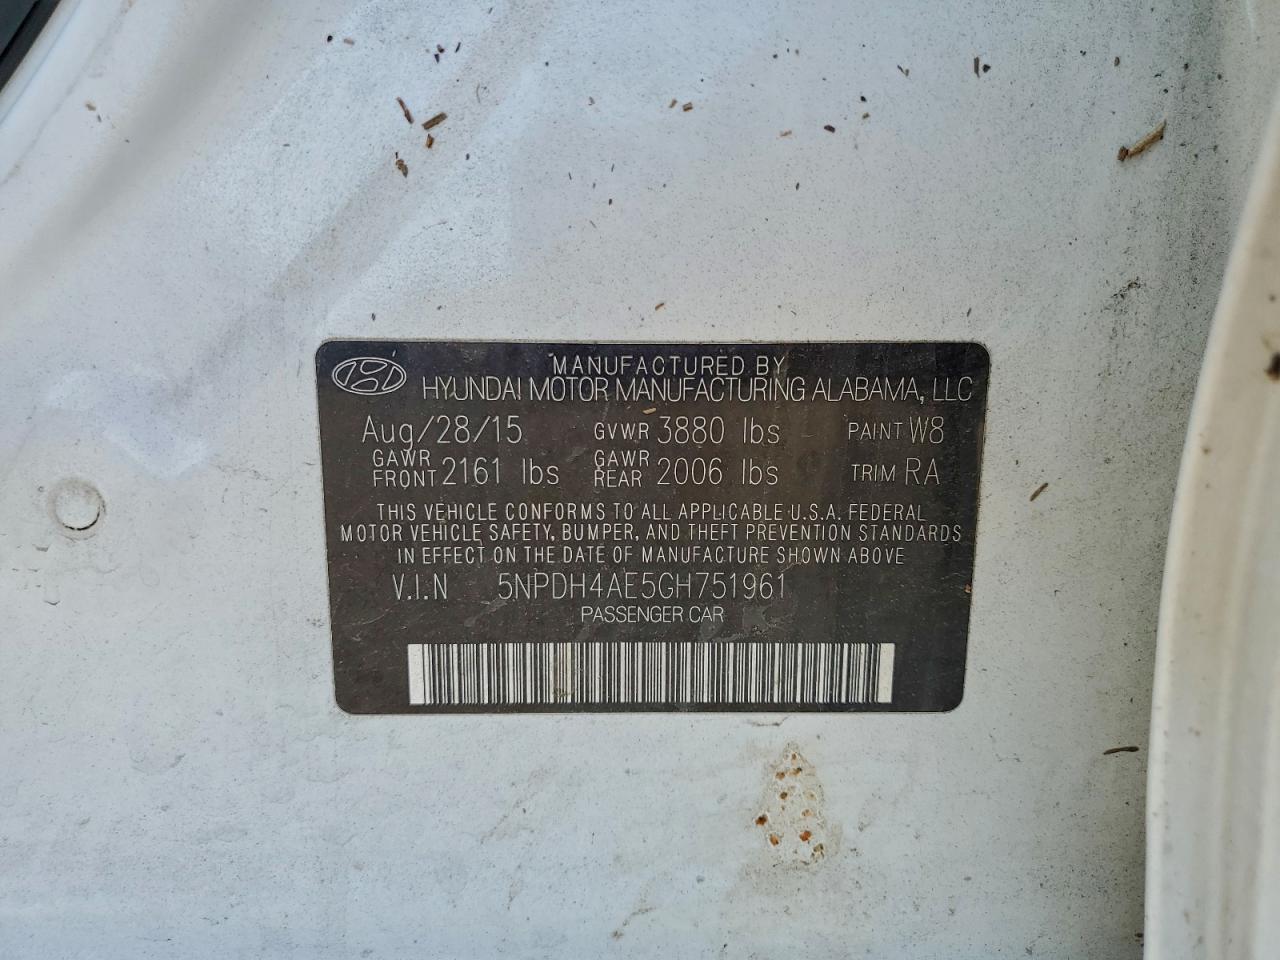 MANUFACTURED BY
HYUNDAI MOTOR MANUFACTURING ALABAMA, LLC
Aug/28/15 GVWR 3880 lbs PAINT W8
GAWR FRONT 2161 lbs GAWR REAR 2006 lbs TRIM RA
THIS VEHICLE CONFORMS TO ALL APPLICABLE U.S.A. FEDERAL
MOTOR VEHICLE SAFETY, BUMPER, AND THEFT PREVENTION STANDARDS
IN EFFECT ON THE DATE OF MANUFACTURE SHOWN ABOVE
V.I.N 5NPDH4AE5GH751961
PASSENGER CAR